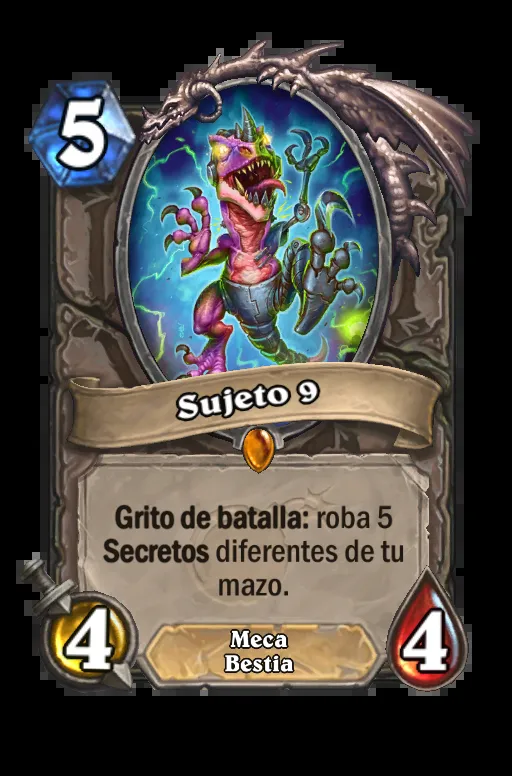 5
Sujeto 9
Grito de batalla: roba 5
Secretos diferentes de tu
mazo.
4
Meca
Bestia
4